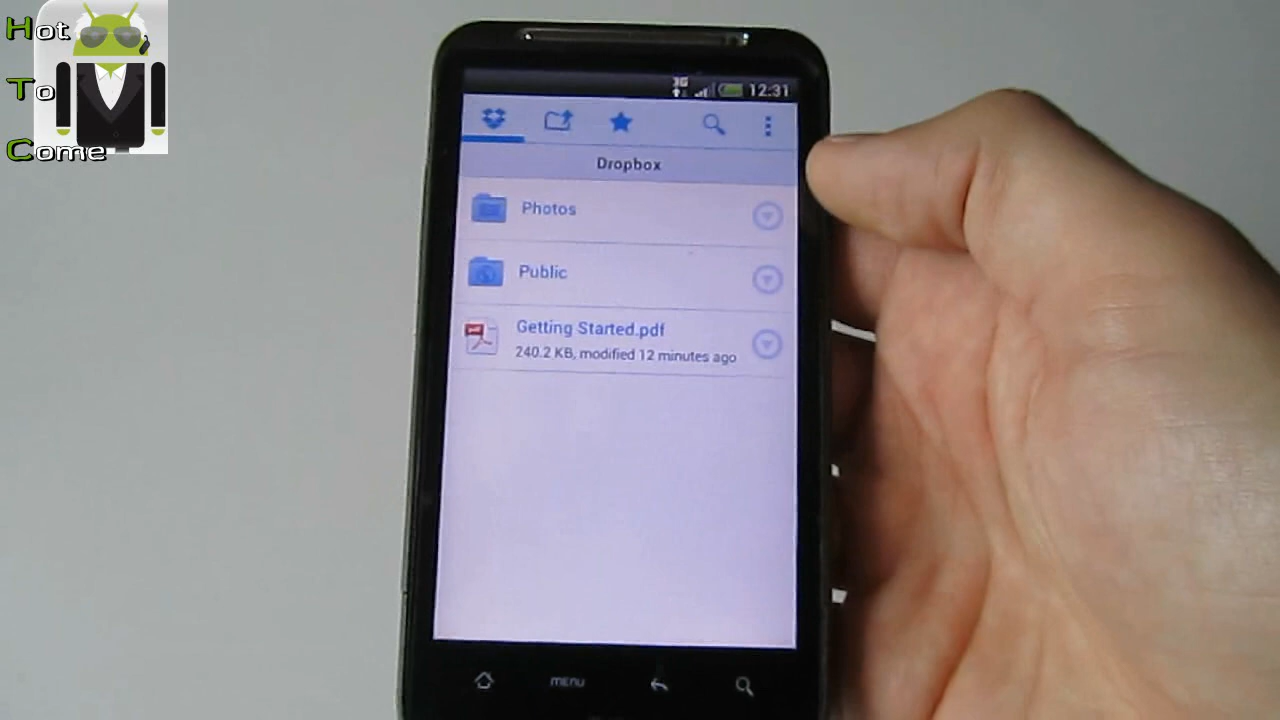 Hot
To
Come
3G 12:31
Dropbox
Photos
Public
Getting Started.pdf
240.2 KB, modified 12 minutes ago
MENU